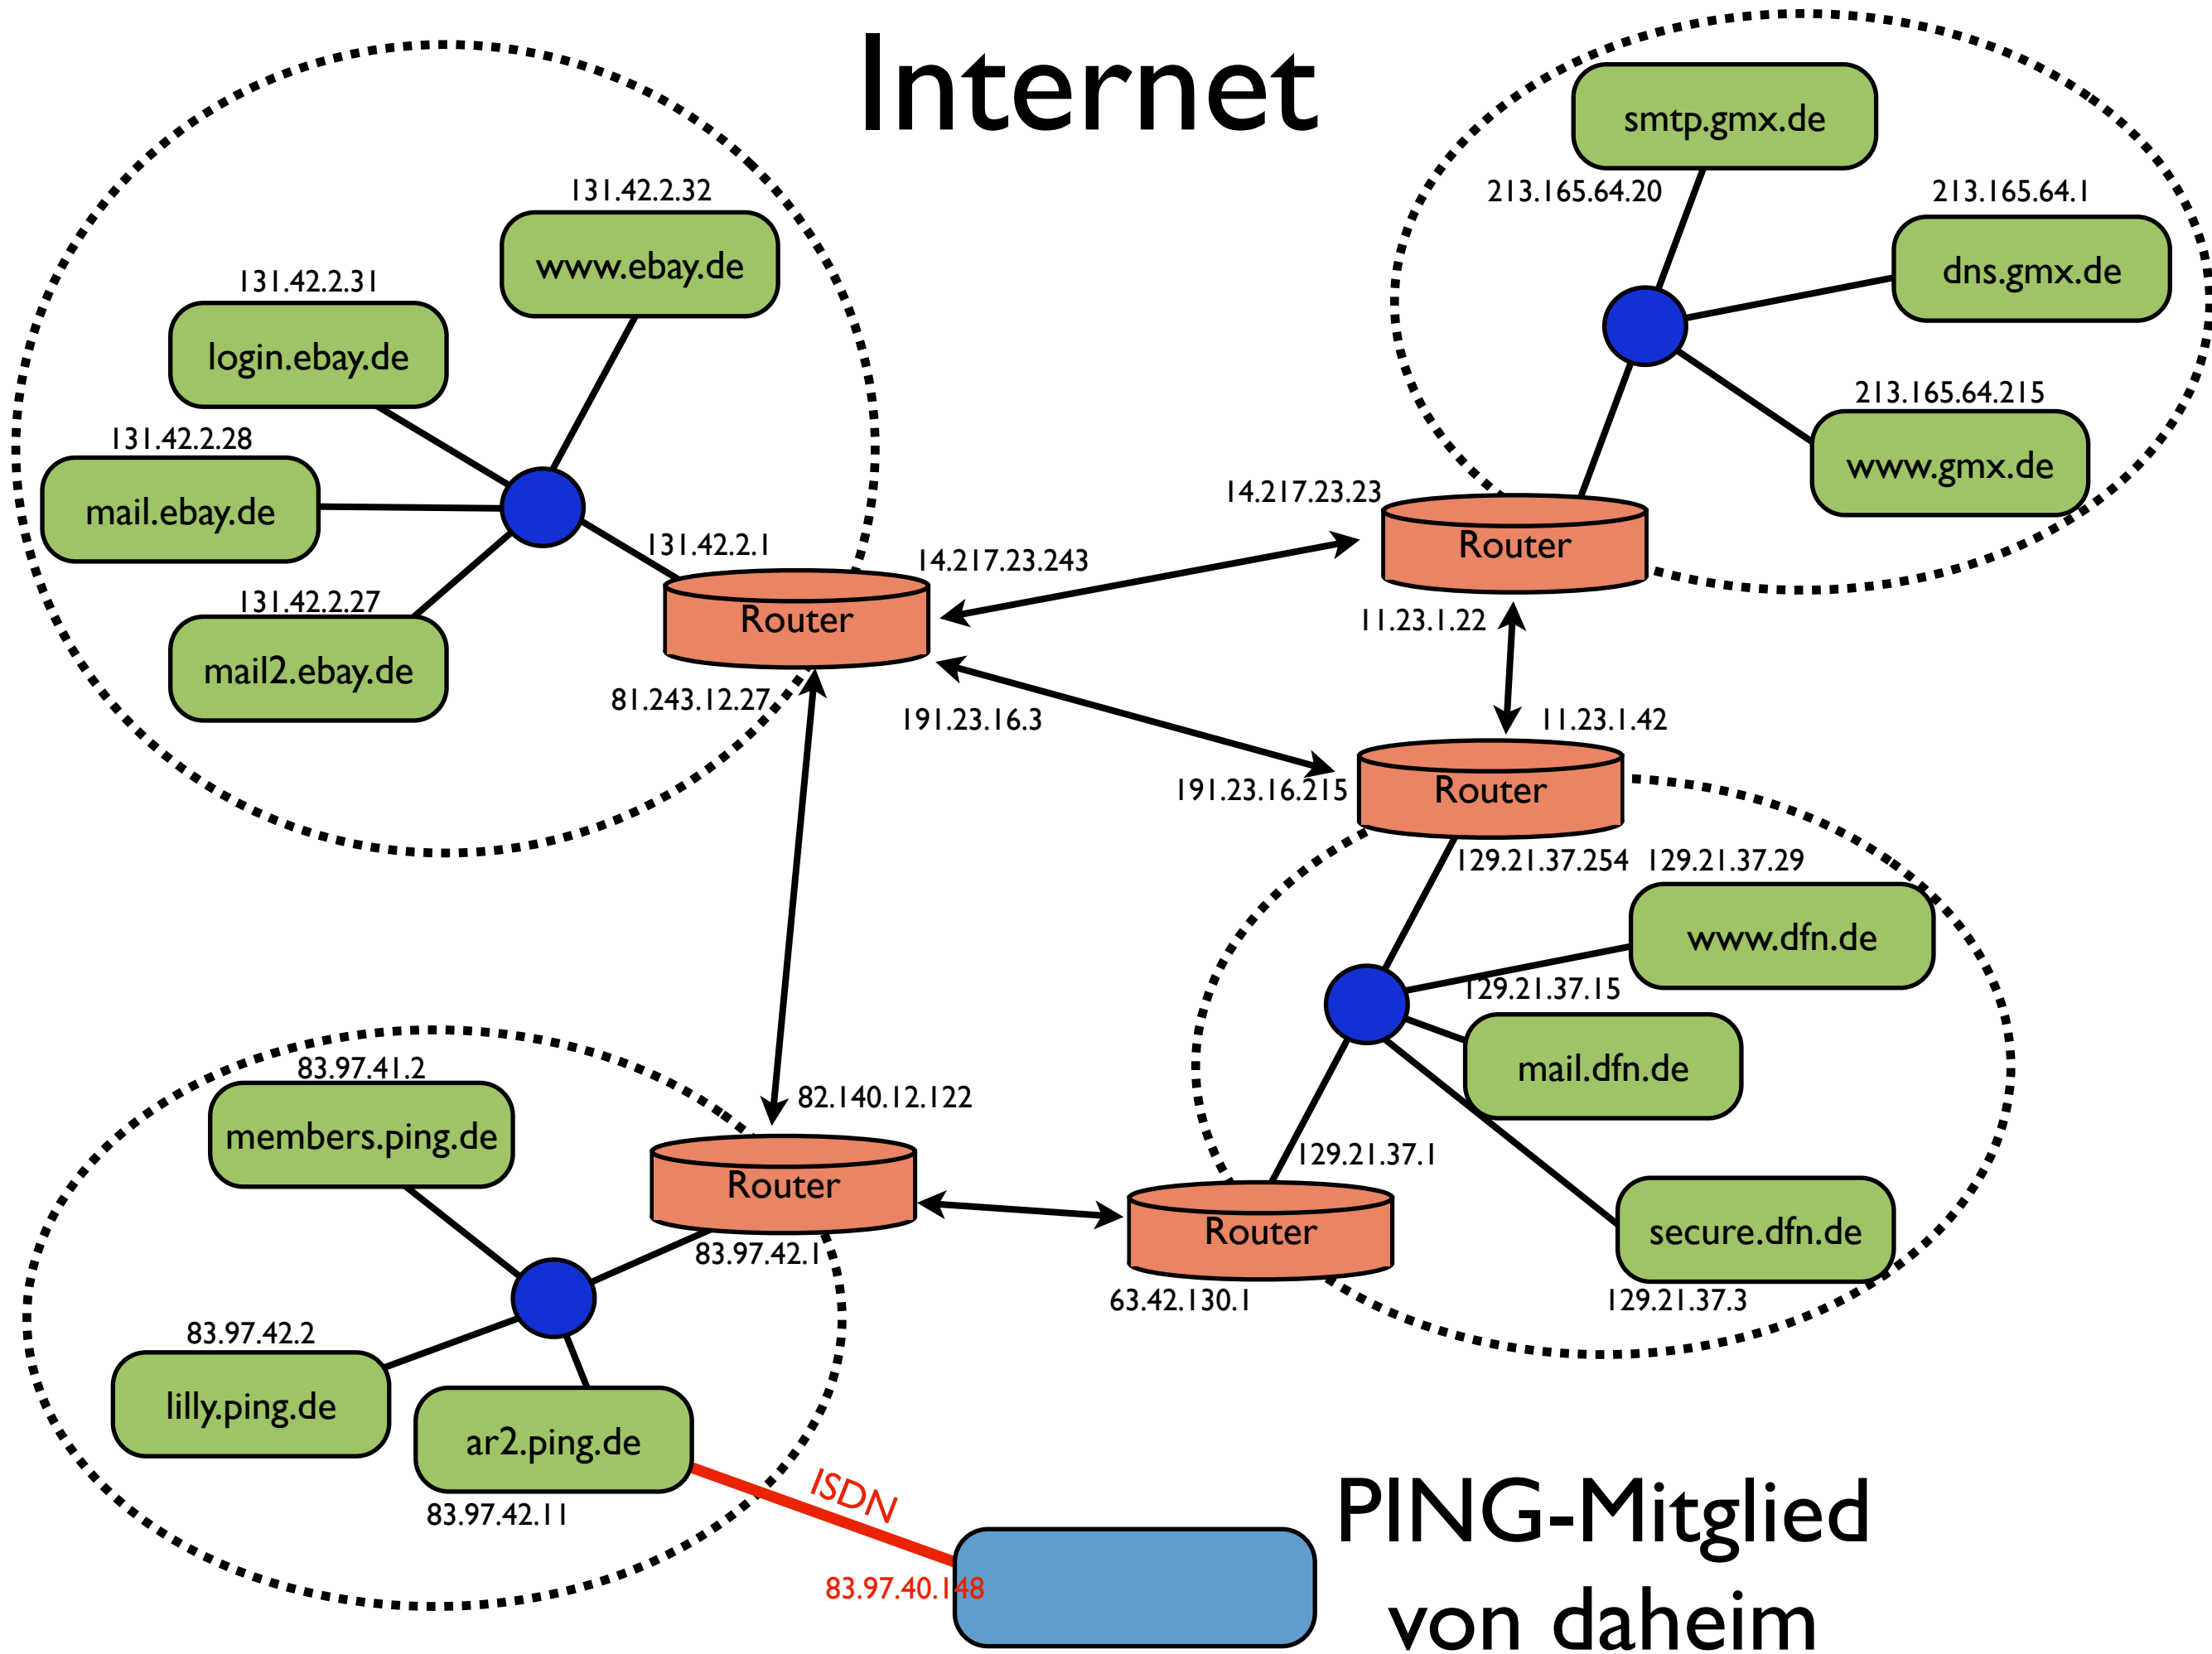 Internet
smtp.gmx.de
213.165.64.20
213.165.64.1
dns.gmx.de
213.165.64.215
www.gmx.de
131.42.2.32
www.ebay.de
131.42.2.31
login.ebay.de
131.42.2.28
mail.ebay.de
131.42.2.27
mail2.ebay.de
131.42.2.1
Router
14.217.23.243
81.243.12.27
191.23.16.3
14.217.23.23
Router
11.23.1.22
11.23.1.42
Router
191.23.16.215
129.21.37.254
129.21.37.29
www.dfn.de
129.21.37.15
mail.dfn.de
129.21.37.1
secure.dfn.de
129.21.37.3
Router
63.42.130.1
82.140.12.122
Router
83.97.42.1
83.97.41.2
members.ping.de
83.97.42.2
lilly.ping.de
ar2.ping.de
83.97.42.11
ISDN
83.97.40.148
PING-Mitglied
von daheim